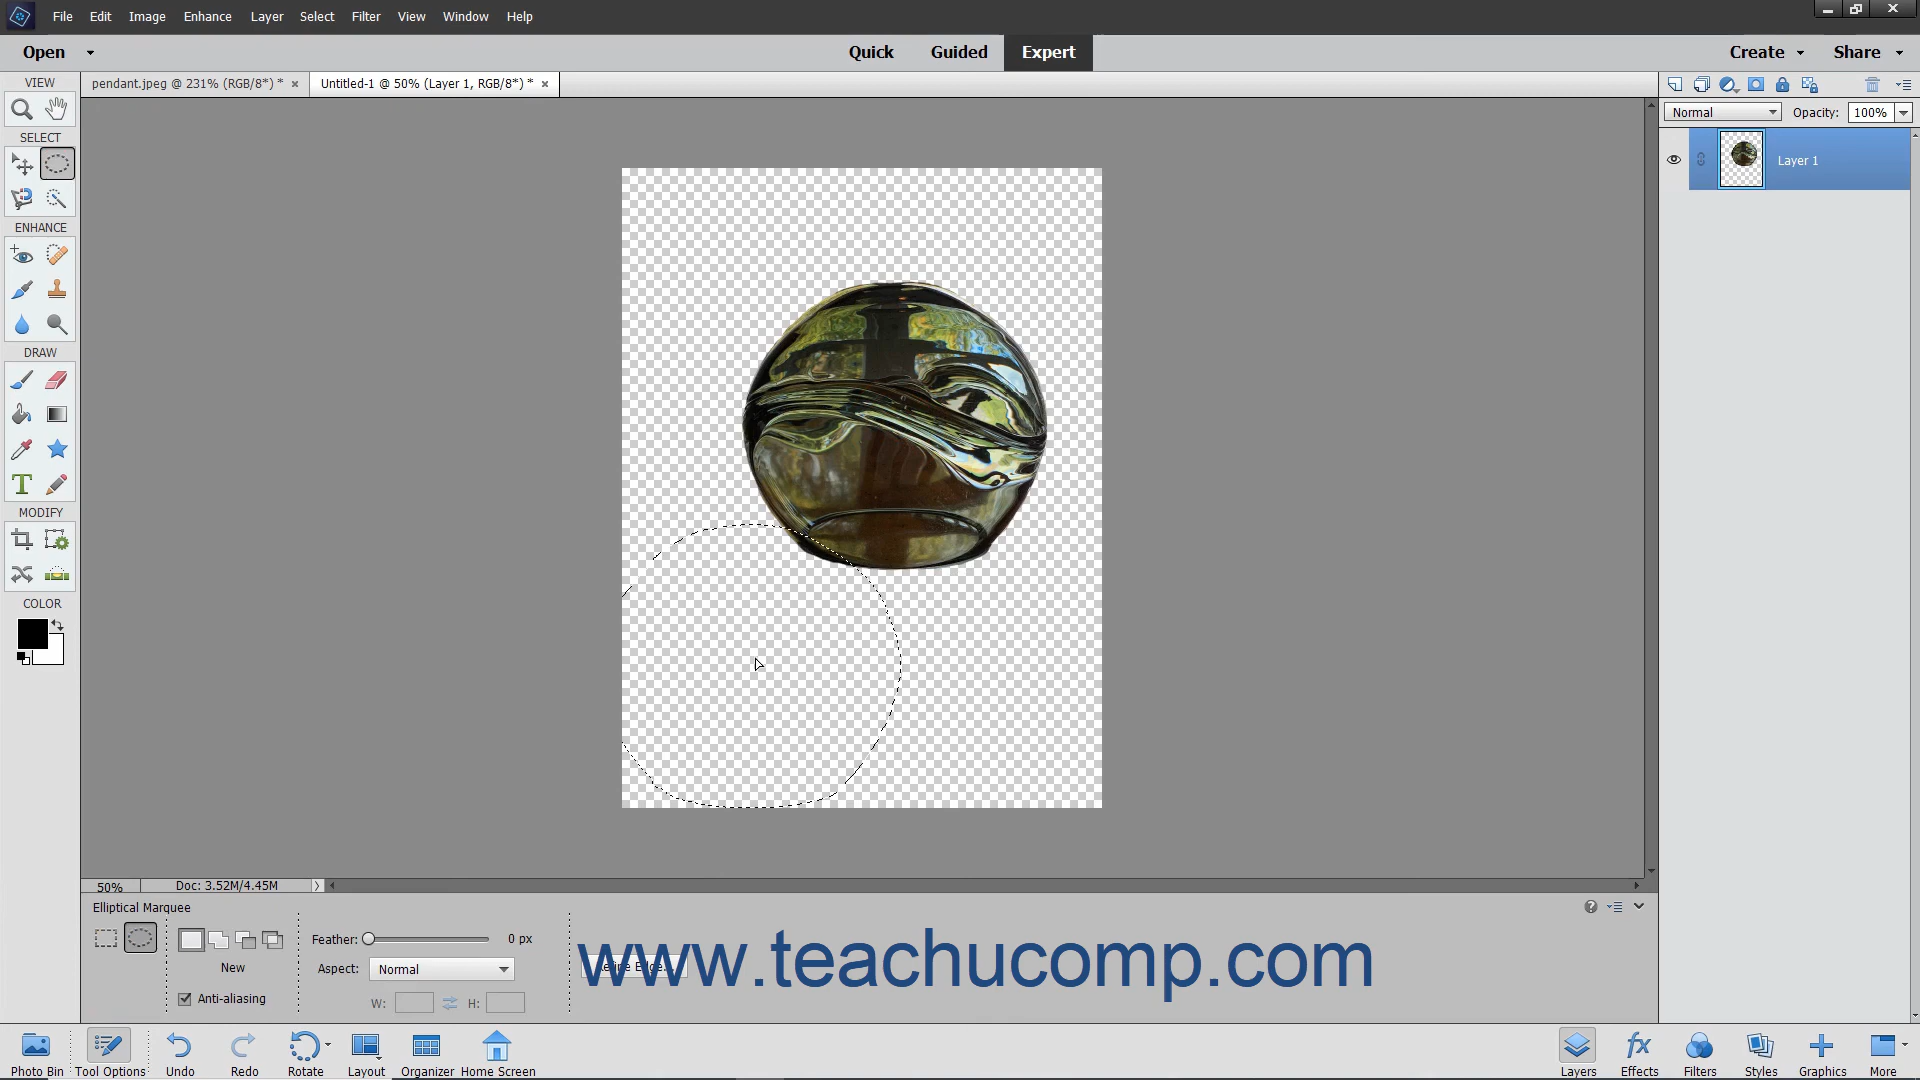 File Edit Image Enhance Layer Select Filter View Window Help
Open Quick Guided Expert Create Share
VIEW
pendant.jpeg @ 231% (RGB/8*) * × Untitled-1 @ 50% (Layer 1, RGB/8*) * ×
Normal Opacity: 100%
SELECT
Layer 1
ENHANCE
DRAW
T
MODIFY
COLOR
50% Doc: 3.52M/4.45M
Elliptical Marquee
Feather: 0 px
New
Aspect: Normal
Refine Edge...
www.teachucomp.com
Anti-aliasing
W: H:
Photo Bin Tool Options Undo Redo Rotate Layout Organizer Home Screen
fx
Layers Effects Filters Styles Graphics More